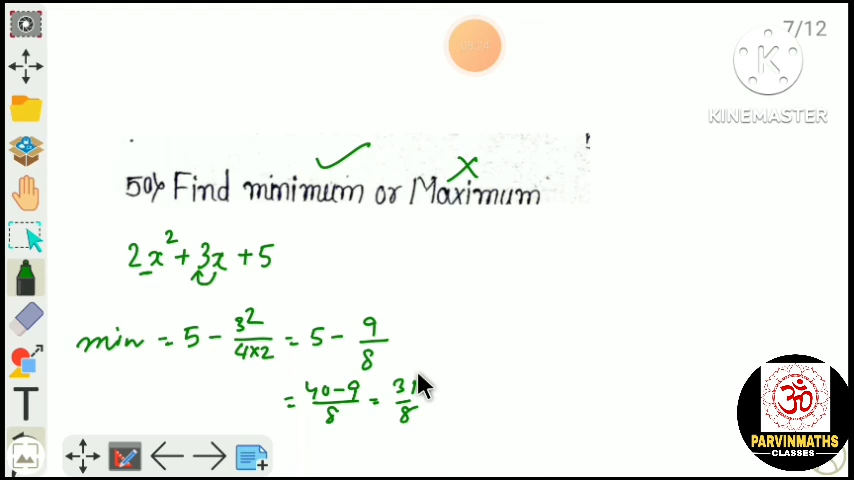 7/12
KINEMASTER
50) Find minimum or Maximum
2x² + 3x + 5
min = 5 - 3²/4×2 = 5 - 9/8
= 40-9/8 = 31/8
PARVINMATHS
CLASSES